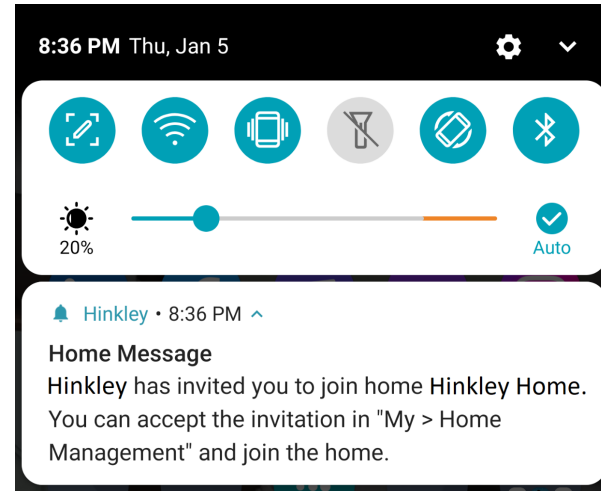 8:36 PM Thu, Jan 5
20%
Auto
Hinkley • 8:36 PM
Home Message
Hinkley has invited you to join home Hinkley Home.
You can accept the invitation in "My > Home
Management" and join the home.